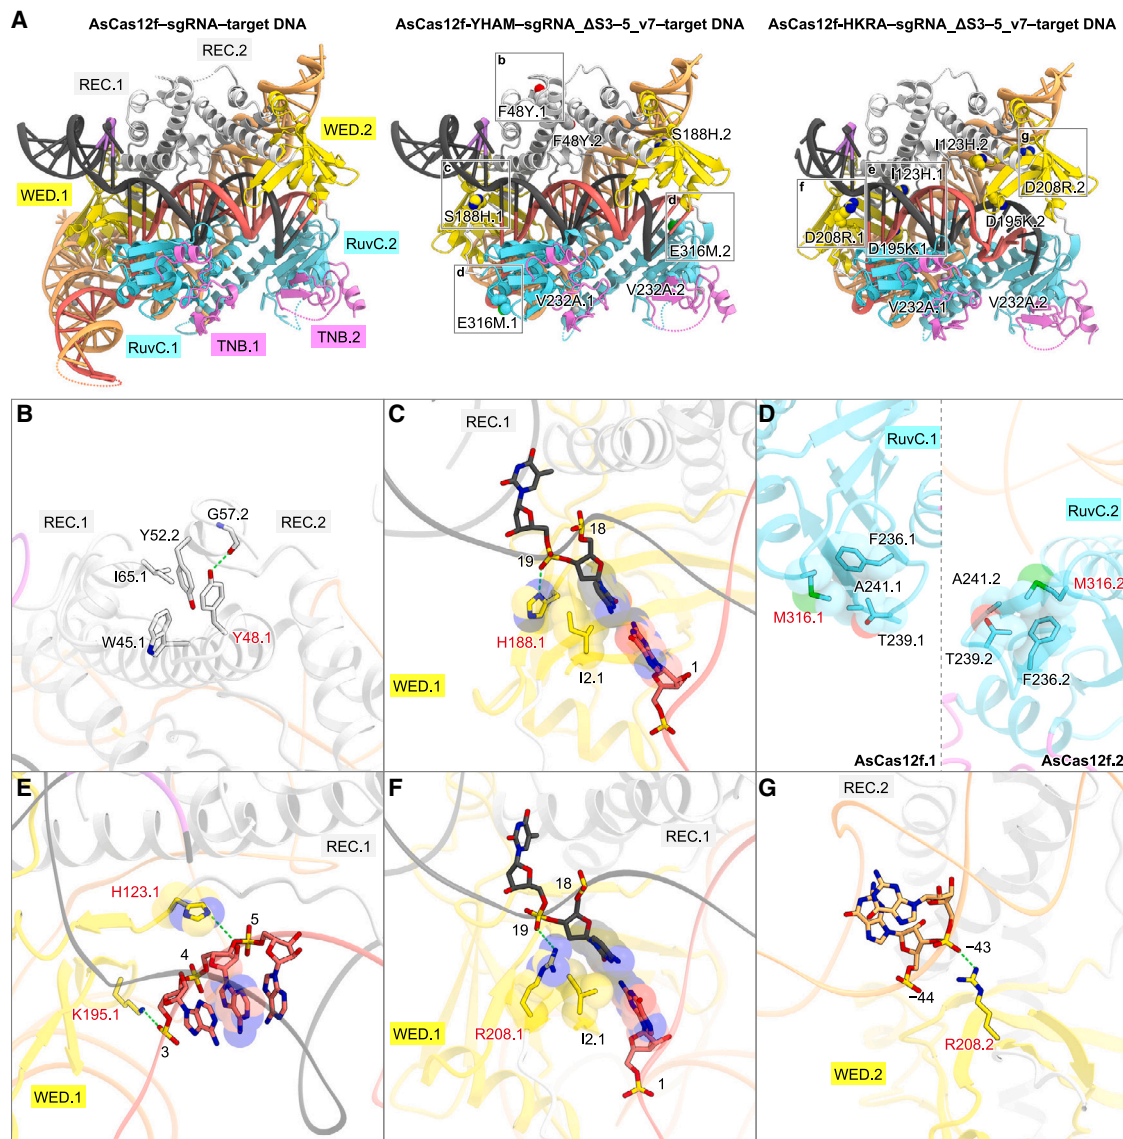 A
AsCas12f–sgRNA–target DNA
AsCas12f-YHAM–sgRNA_ΔS3–5_v7–target DNA
AsCas12f-HKRA–sgRNA_ΔS3–5_v7–target DNA
REC.2
REC.1
WED.2
WED.1
RuvC.2
RuvC.1
TNB.1
TNB.2
b
F48Y.1
F48Y.2
S188H.2
c
S188H.1
d
E316M.2
d
E316M.1
V232A.1
V232A.2
g
I123H.2
e
I123H.1
f
D208R.2
D208R.1
D195K.2
D195K.1
V232A.1
V232A.2
B
REC.1
G57.2
REC.2
Y52.2
I65.1
W45.1
Y48.1
C
REC.1
18
19
H188.1
I2.1
1
WED.1
D
RuvC.1
RuvC.2
F236.1
A241.1
M316.1
T239.1
A241.2
M316.2
T239.2
F236.2
AsCas12f.1
AsCas12f.2
E
REC.1
H123.1
5
4
K195.1
3
WED.1
F
REC.1
18
19
WED.1
R208.1
I2.1
1
G
REC.2
−43
−44
R208.2
WED.2